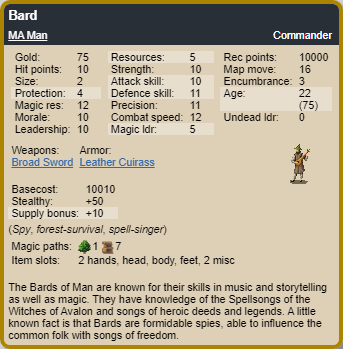 Bard
MA Man Commander
Gold: 75 Resources: 5 Rec points: 10000
Hit points: 10 Strength: 10 Map move: 16
Size: 2 Attack skill: 10 Encumbrance: 3
Protection: 4 Defence skill: 11 Age: 22
Magic res: 12 Precision: 11 (75)
Morale: 10 Combat speed: 12 Undead ldr: 0
Leadership: 10 Magic ldr: 5
Weapons: Armor:
Broad Sword Leather Cuirass
Basecost: 10010
Stealthy: +50
Supply bonus: +10
(Spy, forest-survival, spell-singer)
Magic paths: 1 7
Item slots: 2 hands, head, body, feet, 2 misc
The Bards of Man are known for their skills in music and storytelling
as well as magic. They have knowledge of the Spellsongs of the
Witches of Avalon and songs of heroic deeds and legends. A little
known fact is that Bards are formidable spies, able to influence the
common folk with songs of freedom.